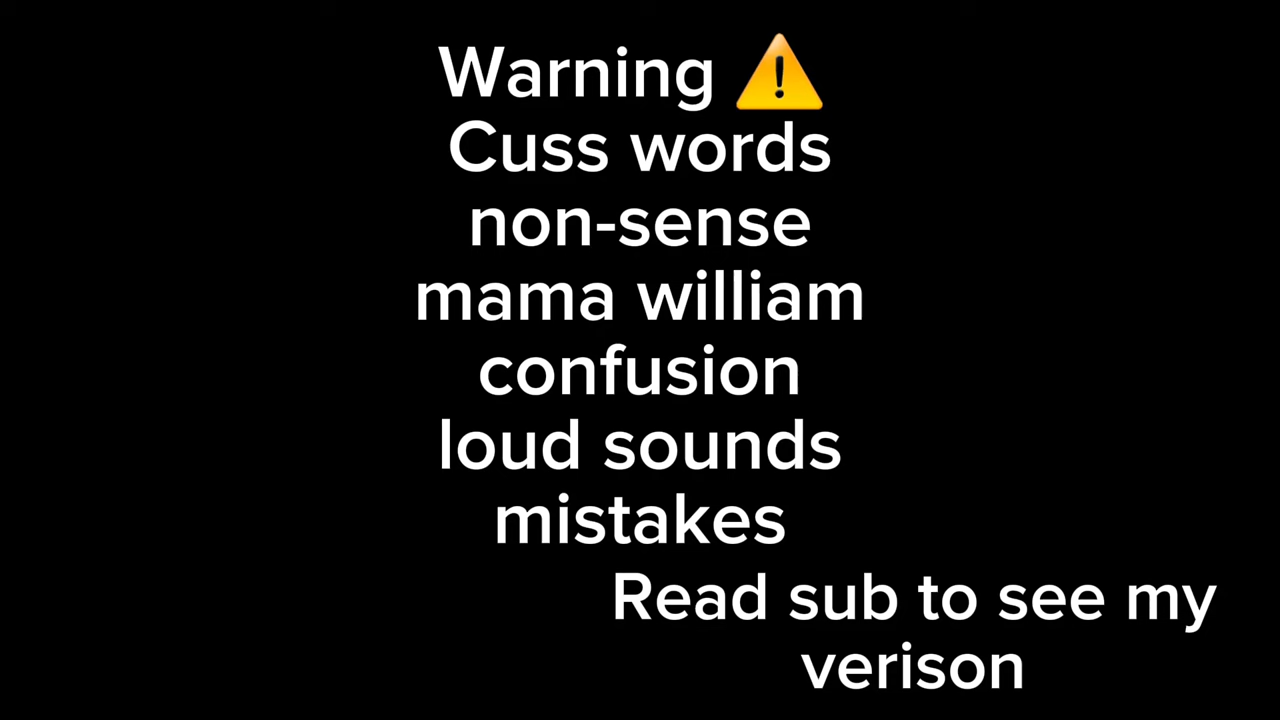 Warning ⚠️
Cuss words
non-sense
mama william
confusion
loud sounds
mistakes
Read sub to see my
verison